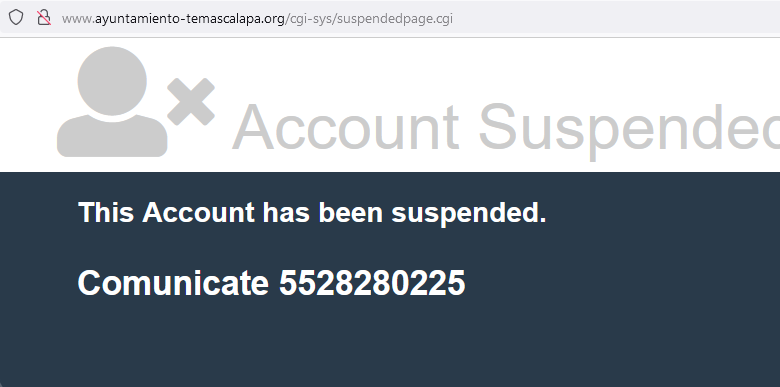 www.ayuntamiento-temascalapa.org/cgi-sys/suspendedpage.cgi
Account Suspended
This Account has been suspended.
Comunicate 5528280225